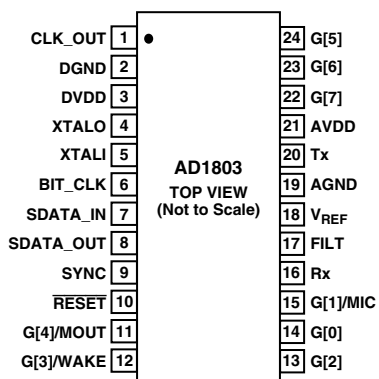 CLK_OUT 1 24 G[5]
DGND 2 23 G[6]
DVDD 3 22 G[7]
XTALO 4 21 AVDD
XTALI 5 20 Tx
BIT_CLK 6 19 AGND
SDATA_IN 7 18 VREF
SDATA_OUT 8 17 FILT
SYNC 9 16 Rx
RESET 10 15 G[1]/MIC
G[4]/MOUT 11 14 G[0]
G[3]/WAKE 12 13 G[2]
AD1803
TOP VIEW
(Not to Scale)